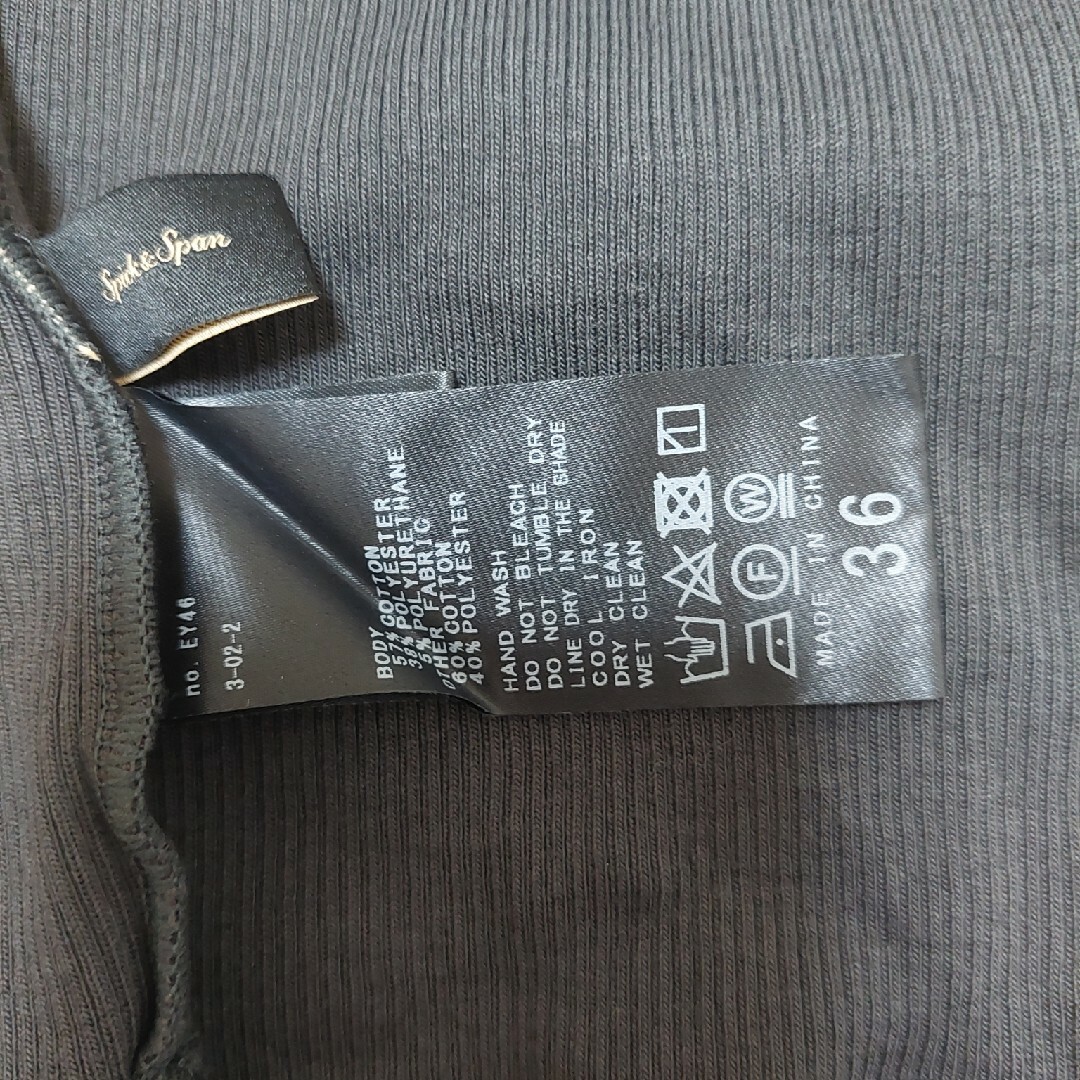 Spick & Span
no. EY46
3-02-2
BODY
57% COTTON
38% POLYESTER
5% POLYURETHANE
OTHER FABRIC
60% COTTON
40% POLYESTER
HAND WASH
DO NOT BLEACH
DO NOT TUMBLE DRY
LINE DRY IN THE SHADE
COOL IRON
DRY CLEAN
WET CLEAN
F
W
MADE IN CHINA
36